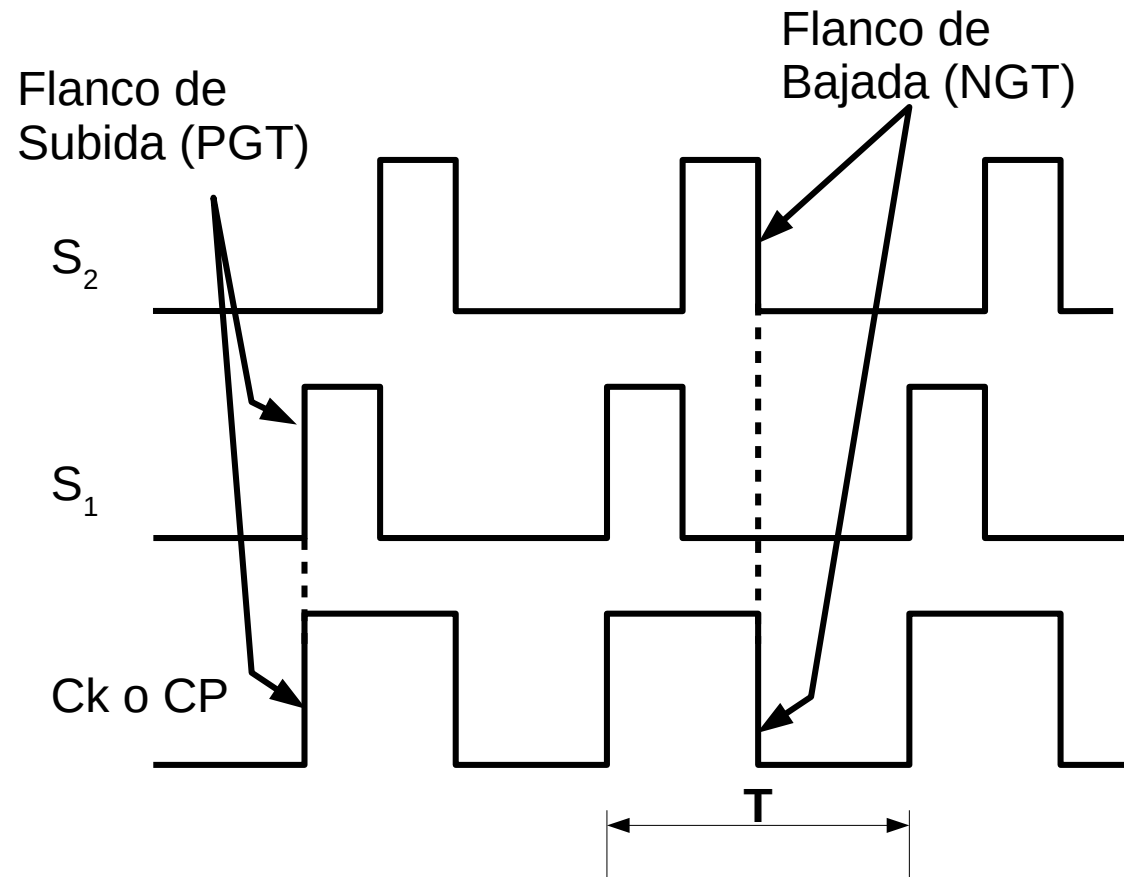 Flanco de
Bajada (NGT)
Flanco de
Subida (PGT)
S2
S1
Ck o CP
T